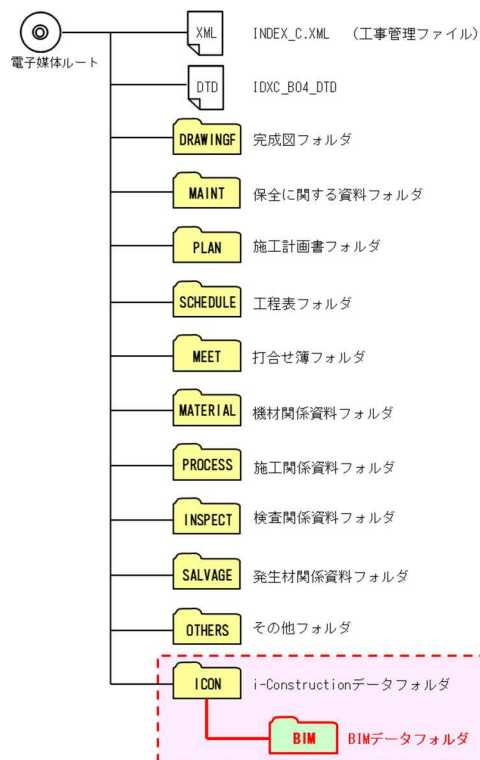 XML INDEX_C.XML （工事管理ファイル）
電子媒体ルート
DTD IDXC_B04_DTD
DRAWINGF 完成図フォルダ
MAINT 保全に関する資料フォルダ
PLAN 施工計画書フォルダ
SCHEDULE 工程表フォルダ
MEET 打合せ簿フォルダ
MATERIAL 機材関係資料フォルダ
PROCESS 施工関係資料フォルダ
INSPECT 検査関係資料フォルダ
SALVAGE 発生材関係資料フォルダ
OTHERS その他フォルダ
ICON i-Constructionデータフォルダ
BIM BIMデータフォルダ